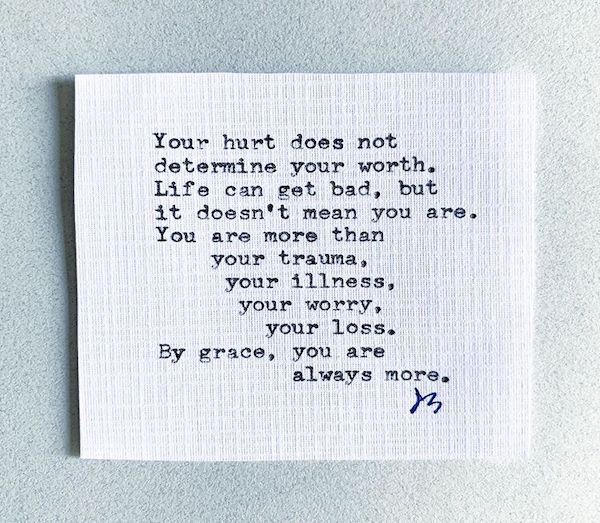 Your hurt does not
determine your worth.
Life can get bad, but
it doesn't mean you are.
You are more than
your trauma,
your illness,
your worry,
your loss.
By grace, you are
always more.